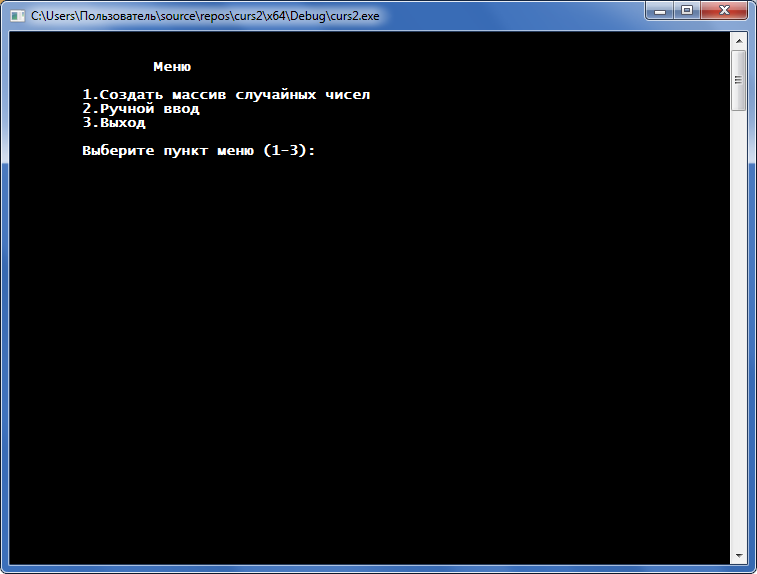 C:\Users\Пользователь\source\repos\curs2\x64\Debug\curs2.exe
Меню
1.Создать массив случайных чисел
2.Ручной ввод
3.Выход
Выберите пункт меню (1-3):